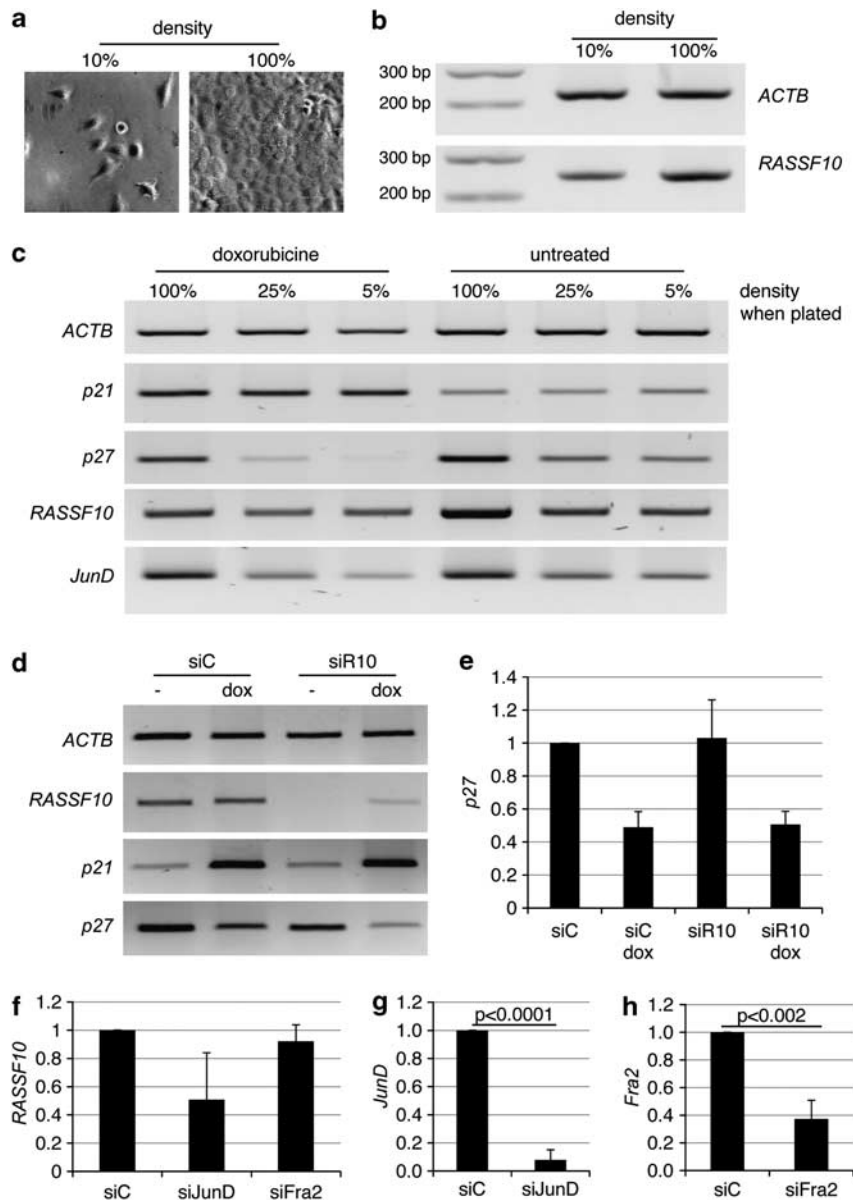 a
density
10% 100%
b
density
10% 100%
300 bp
200 bp
ACTB
300 bp
200 bp
RASSF10
c
doxorubicine untreated
100% 25% 5% 100% 25% 5% density
when plated
ACTB
p21
p27
RASSF10
JunD
d
siC siR10
- dox - dox
ACTB
RASSF10
p21
p27
e
1.4
1.2
1
0.8
0.6
0.4
0.2
0
p27
siC siC dox siR10 siR10 dox
f
1.2
1
0.8
0.6
0.4
0.2
0
RASSF10
siC siJunD siFra2
g
1.2
1.0
0.8
0.6
0.4
0.2
0
JunD
p<0.0001
siC siJunD
h
1.2
1.0
0.8
0.6
0.4
0.2
0
Fra2
p<0.002
siC siFra2